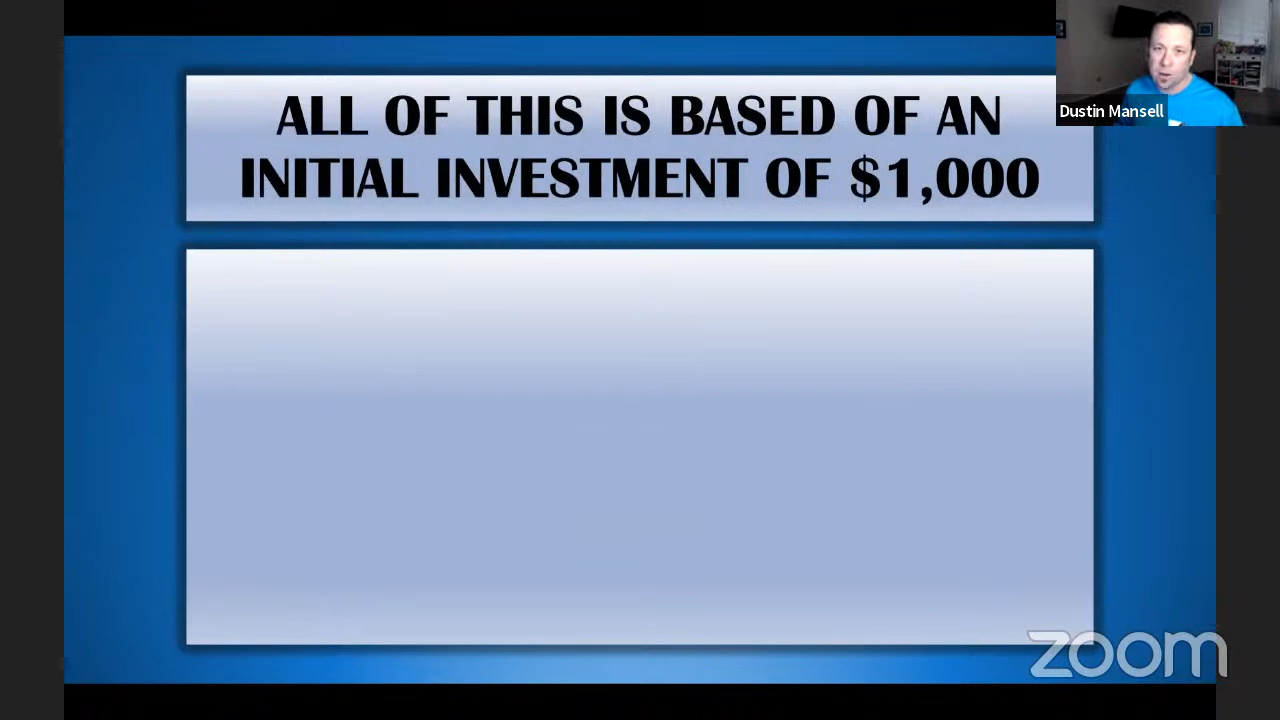 ALL OF THIS IS BASED OF AN
INITIAL INVESTMENT OF $1,000
Dustin Mansell
zoom